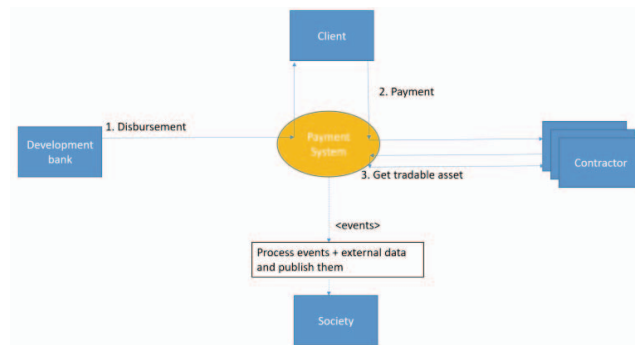 Client
2. Payment
1. Disbursement
Development
bank
Payment
System
Contractor
3. Get tradable asset
<events>
Process events + external data
and publish them
Society